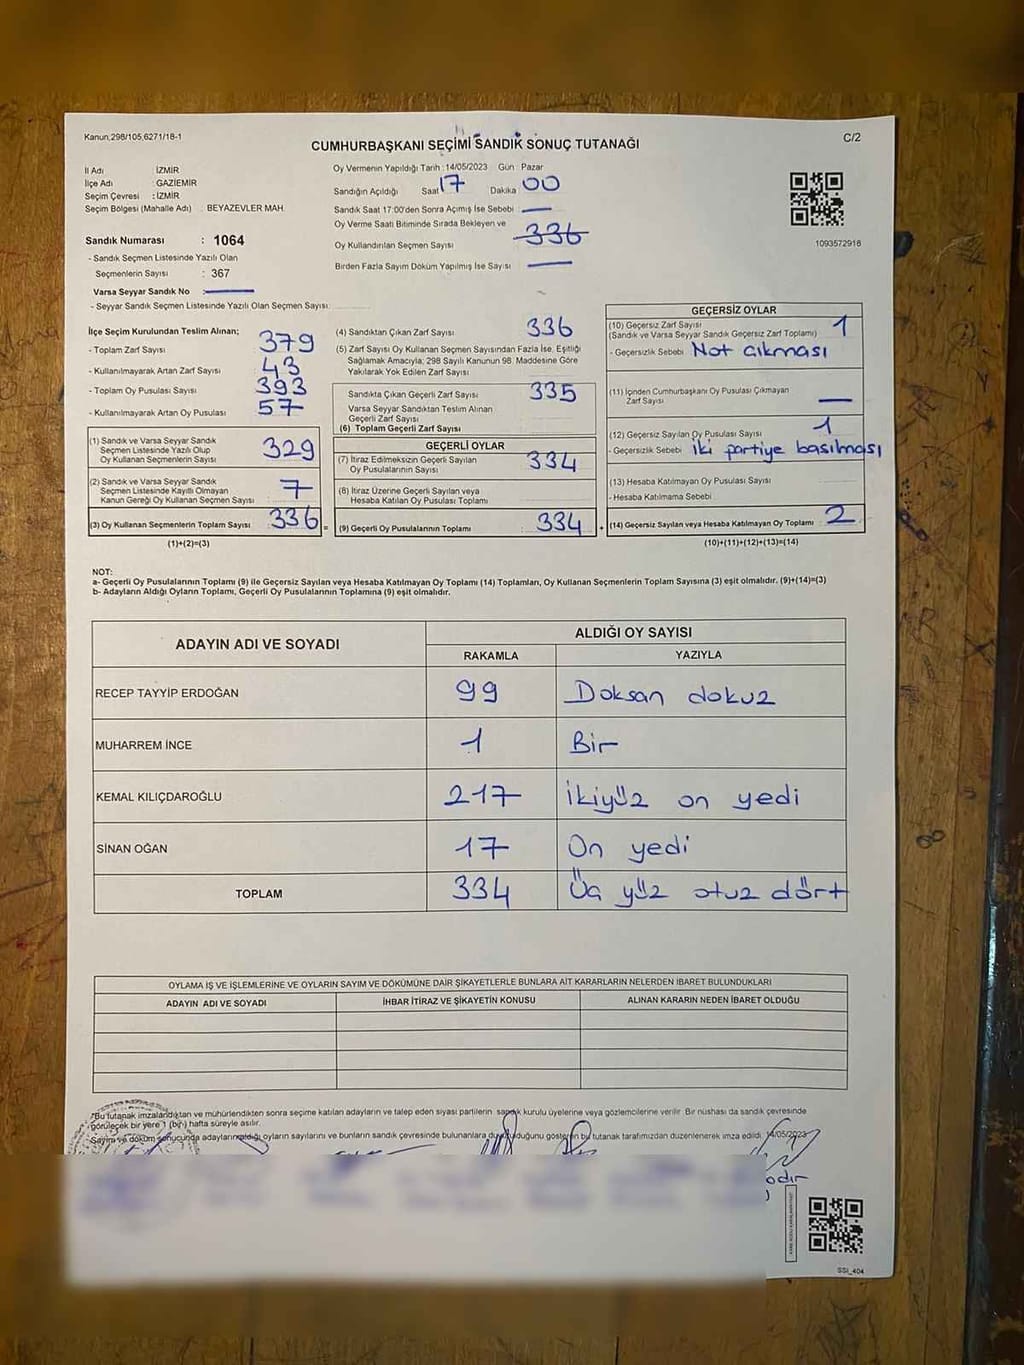 Kanun:298/105,6271/18-1
C/2
CUMHURBAŞKANI SEÇİMİ SANDIK SONUÇ TUTANAĞI
İl Adı İZMİR
İlçe Adı : GAZİEMİR
Seçim Çevresi : İZMİR
Seçim Bölgesi (Mahalle Adı) : BEYAZEVLER MAH.
Sandık Numarası : 1064
- Sandık Seçmen Listesinde Yazılı Olan
Seçmenlerin Sayısı : 367
Varsa Seyyar Sandık No :
- Seyyar Sandık Seçmen Listesinde Yazılı Olan Seçmen Sayısı:
Oy Vermenin Yapıldığı Tarih : 14/05/2023 Gün : Pazar
Sandığın Açıldığı Saat 17 Dakika 00
Sandık Saat 17:00'den Sonra Açımış İse Sebebi :
Oy Verme Saati Bitiminde Sırada Bekleyen ve
Oy Kullandırılan Seçmen Sayısı 336
Birden Fazla Sayım Döküm Yapılmış İse Sayısı
1093572918
İlçe Seçim Kurulundan Teslim Alınan;
- Toplam Zarf Sayısı 379
- Kullanılmayarak Artan Zarf Sayısı 43
- Toplam Oy Pusulası Sayısı 393
- Kullanılmayarak Artan Oy Pusulası 57
(1) Sandık ve Varsa Seyyar Sandık
Seçmen Listesinde Yazılı Olup
Oy Kullanan Seçmenlerin Sayısı 329
(2) Sandık ve Varsa Seyyar Sandık
Seçmen Listesinde Kayıtlı Olmayan
Kanun Gereği Oy Kullanan Seçmen Sayısı 7
(3) Oy Kullanan Seçmenlerin Toplam Sayısı 336 =
(1)+(2)=(3)
(4) Sandıktan Çıkan Zarf Sayısı 336
(5) Zarf Sayısı Oy Kullanan Seçmen Sayısından Fazla İse, Eşitliği
Sağlamak Amacıyla, 298 Sayılı Kanunun 98. Maddesine Göre
Yakılarak Yok Edilen Zarf Sayısı
Sandıkta Çıkan Geçerli Zarf Sayısı 335
Varsa Seyyar Sandıktan Teslim Alınan
Geçerli Zarf Sayısı
(6) Toplam Geçerli Zarf Sayısı
GEÇERLİ OYLAR
(7) İtiraz Edilmeksizin Geçerli Sayılan
Oy Pusulalarının Sayısı 334
(8) İtiraz Üzerine Geçerli Sayılan veya
Hesaba Katılan Oy Pusulası Toplamı
(9) Geçerli Oy Pusulalarının Toplamı 334 +
GEÇERSİZ OYLAR
(10) Geçersiz Zarf Sayısı
(Sandık ve Varsa Seyyar Sandık Geçersiz Zarf Toplamı) 1
- Geçersizlik Sebebi Not çıkması
(11) İçinden Cumhurbaşkanı Oy Pusulası Çıkmayan
Zarf Sayısı
(12) Geçersiz Sayılan Oy Pusulası Sayısı 1
- Geçersizlik Sebebi iki partiye basılması
(13) Hesaba Katılmayan Oy Pusulası Sayısı
- Hesaba Katılmama Sebebi
(14) Geçersiz Sayılan veya Hesaba Katılmayan Oy Toplamı 2
(10)+(11)+(12)+(13)=(14)
NOT:
a- Geçerli Oy Pusulalarının Toplamı (9) ile Geçersiz Sayılan veya Hesaba Katılmayan Oy Toplamı (14) Toplamları, Oy Kullanan Seçmenlerin Toplam Sayısına (3) eşit olmalıdır. (9)+(14)=(3)
b- Adayların Aldığı Oyların Toplamı, Geçerli Oy Pusulalarının Toplamına (9) eşit olmalıdır.
ADAYIN ADI VE SOYADI
ALDIĞI OY SAYISI
RAKAMLA YAZIYLA
RECEP TAYYİP ERDOĞAN 99 Doksan dokuz
MUHARREM İNCE 1 Bir
KEMAL KILIÇDAROĞLU 217 İkiyüz on yedi
SİNAN OĞAN 17 On yedi
TOPLAM 334 Üç yüz otuz dört
OYLAMA İŞ VE İŞLEMLERİNE VE OYLARIN SAYIM VE DÖKÜMÜNE DAİR ŞİKAYETLERLE BUNLARA AİT KARARLARIN NELERDEN İBARET BULUNDUKLARI
ADAYIN ADI VE SOYADI İHBAR İTİRAZ VE ŞİKAYETİN KONUSU ALINAN KARARIN NEDEN İBARET OLDUĞU
"Bu tutanak imzalandıktan ve mühürlendikten sonra seçime katılan adayların ve talep eden siyasi partilerin sandık kurulu üyelerine veya gözlemcilerine verilir. Bir nüshası da sandık çevresinde
görülecek bir yere 1 (bir) hafta süreyle asılır.
Sayım ve döküm sonucunda adayların aldığı oyların sayılarını ve bunların sandık çevresinde bulunanlara duyurulduğunu gösteren bu tutanak tarafımızdan düzenlenerek imza edildi. 14/05/2023
SSI_404